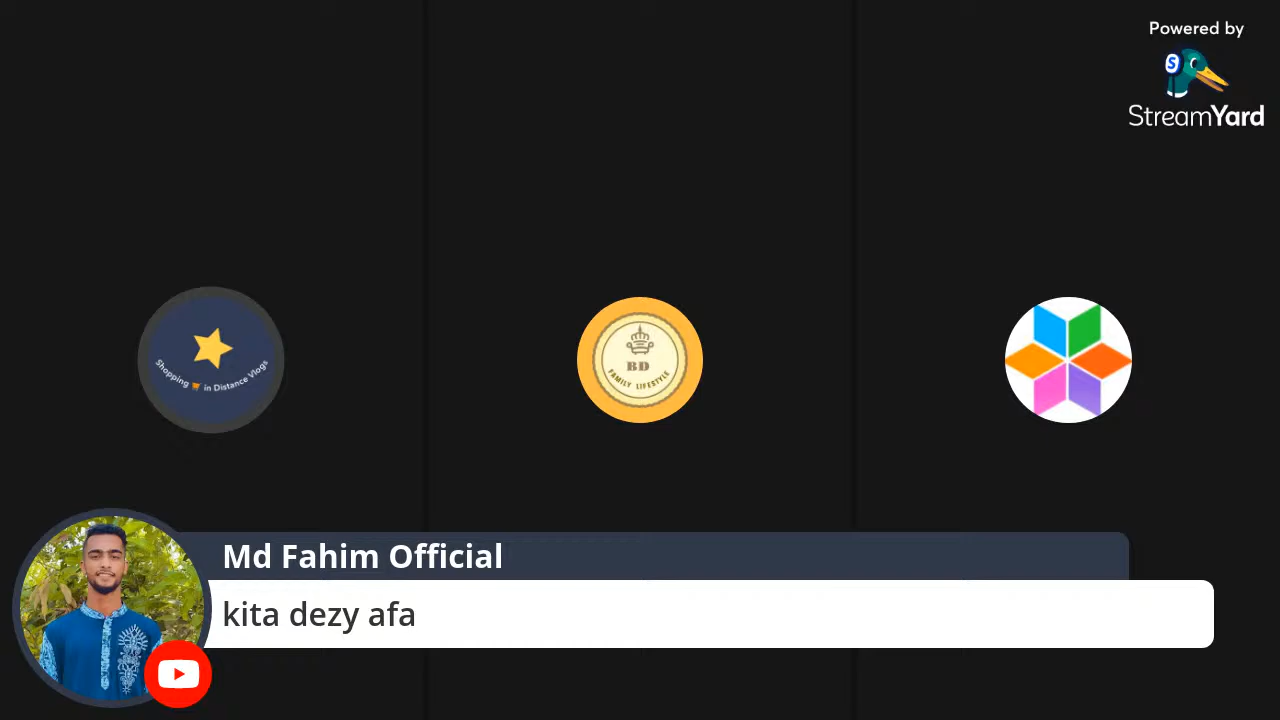 Powered by
S
StreamYard
Shopping 🛒 in Distance Vlogs
BD
FAMILY LIFESTYLE
Md Fahim Official
kita dezy afa